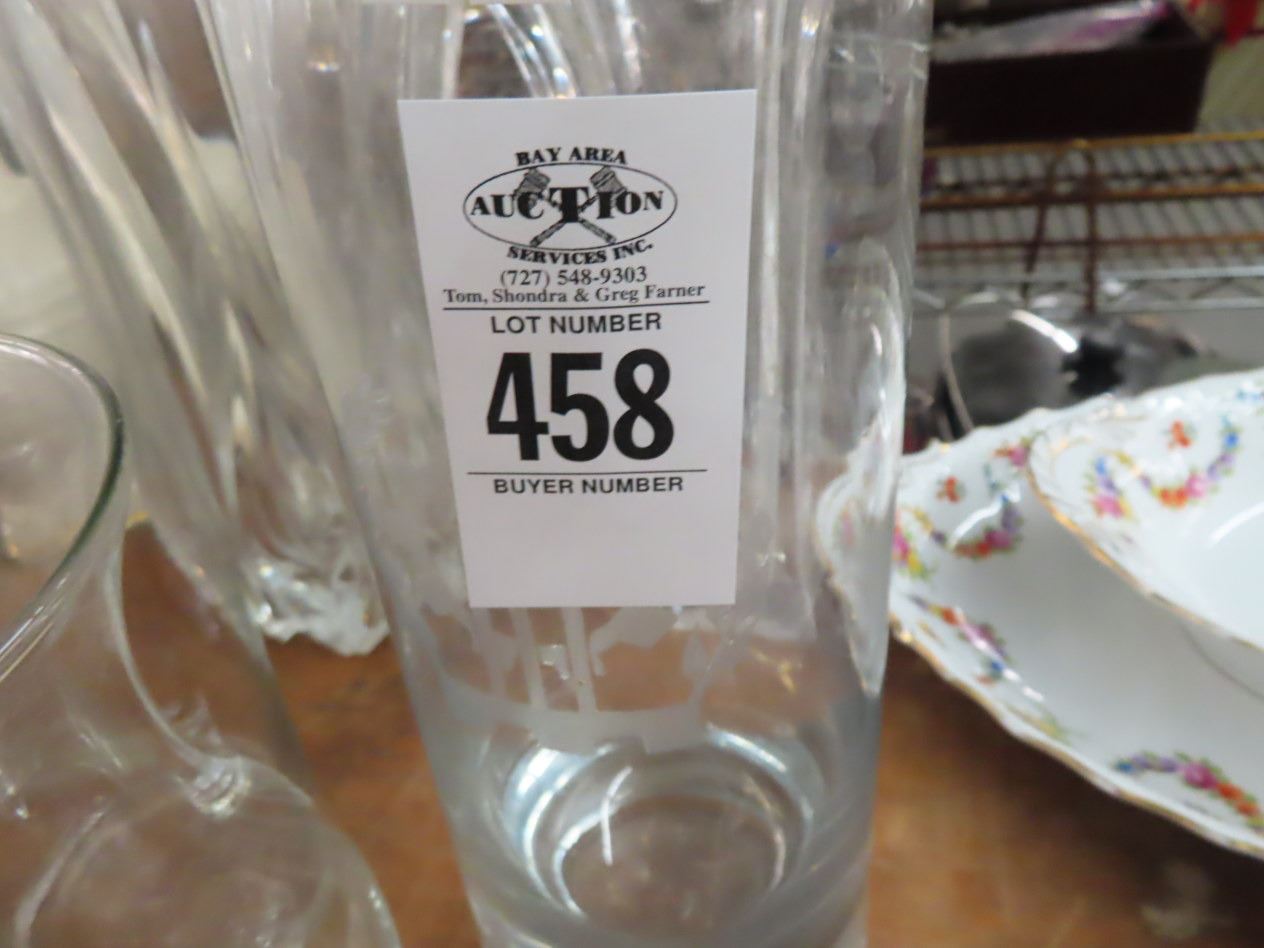 BAY AREA
AUCTION
SERVICES INC.
(727) 548-9303
Tom, Shondra & Greg Farner
LOT NUMBER
458
BUYER NUMBER